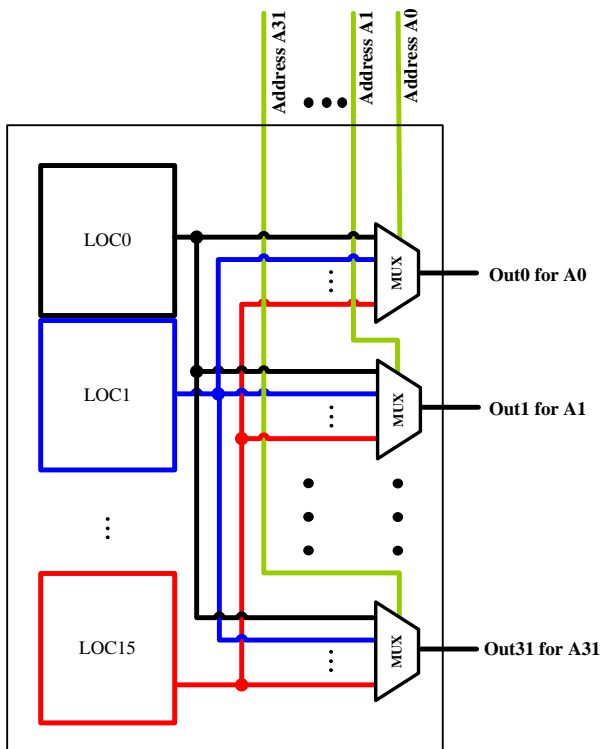 Address A31
Address A1
Address A0
LOC0
MUX
Out0 for A0
LOC1
MUX
Out1 for A1
LOC15
MUX
Out31 for A31